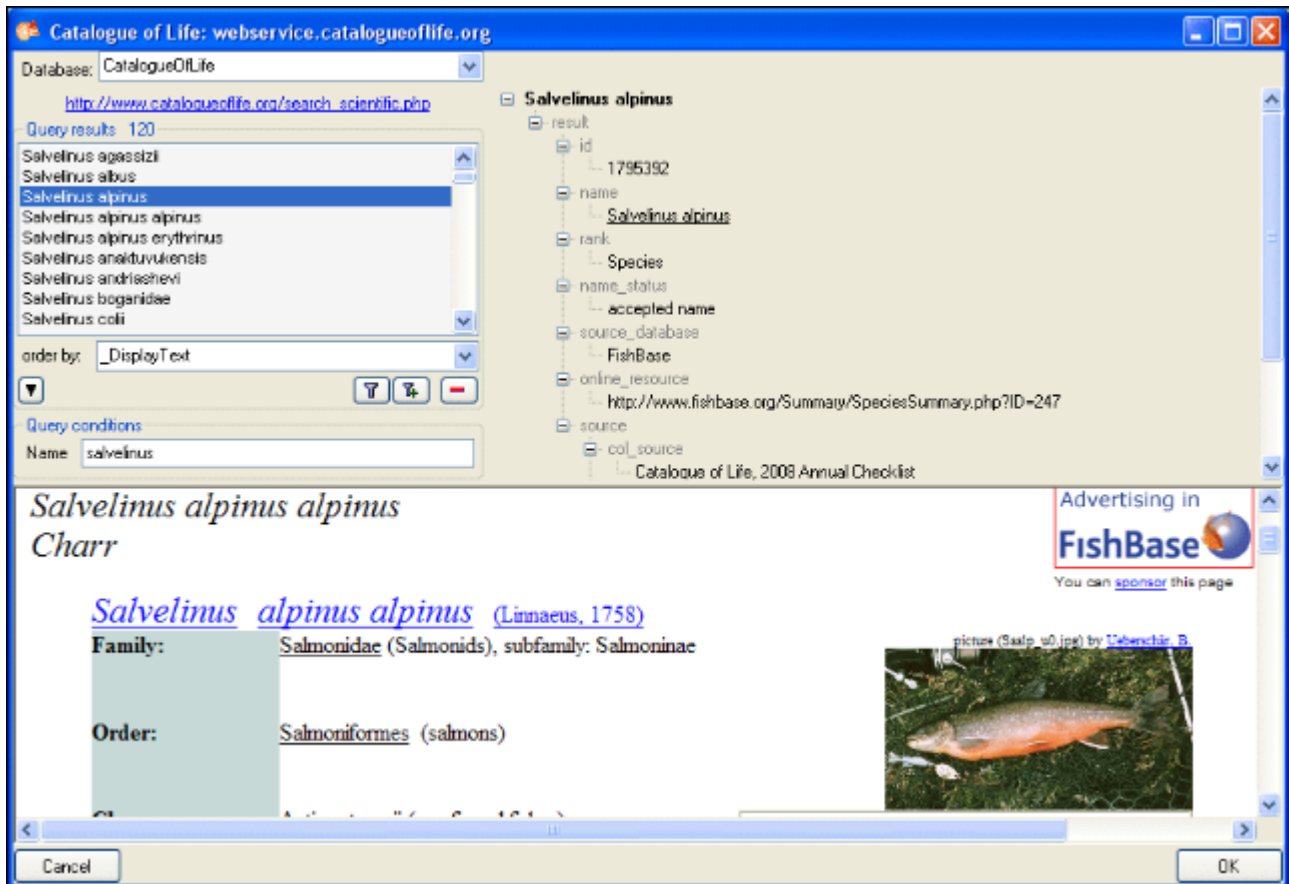 Catalogue of Life: webservice.catalogueoflife.org
Database: CatalogueOfLife
http://www.catalogueoflife.org/search_scientific.php
Query results 120
Salvelinus agassizii
Salvelinus albus
Salvelinus alpinus
Salvelinus alpinus alpinus
Salvelinus alpinus erythrinus
Salvelinus anaktuvukensis
Salvelinus andriashevi
Salvelinus boganidae
Salvelinus colii
order by: _DisplayText
Query conditions
Name salvelinus
Salvelinus alpinus
result
id
1795392
name
Salvelinus alpinus
rank
Species
name_status
accepted name
source_database
FishBase
online_resource
http://www.fishbase.org/Summary/SpeciesSummary.php?ID=247
source
col_source
Catalogue of Life, 2008 Annual Checklist
Salvelinus alpinus alpinus
Charr
Advertising in
FishBase
You can sponsor this page
Salvelinus alpinus alpinus (Linnaeus, 1758)
Family: Salmonidae (Salmonids), subfamily: Salmoninae
picture (Saalp_u0.jpg) by Ueberschär, B.
Order: Salmoniformes (salmons)
Cancel
OK